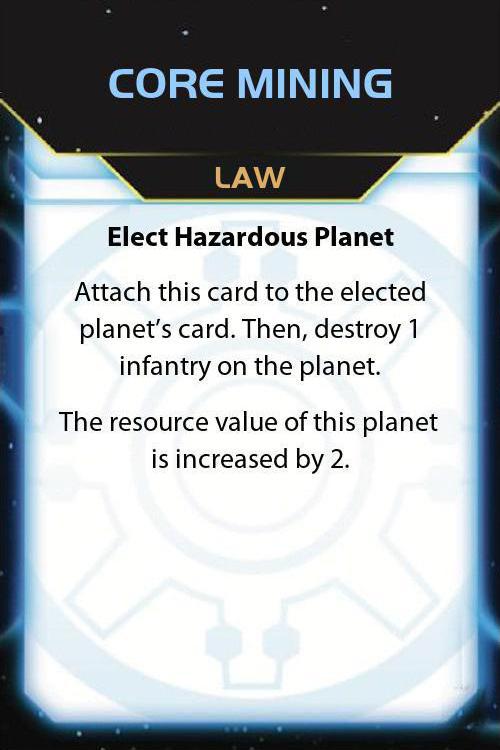 CORE MINING
LAW
Elect Hazardous Planet
Attach this card to the elected
planet’s card. Then, destroy 1
infantry on the planet.
The resource value of this planet
is increased by 2.